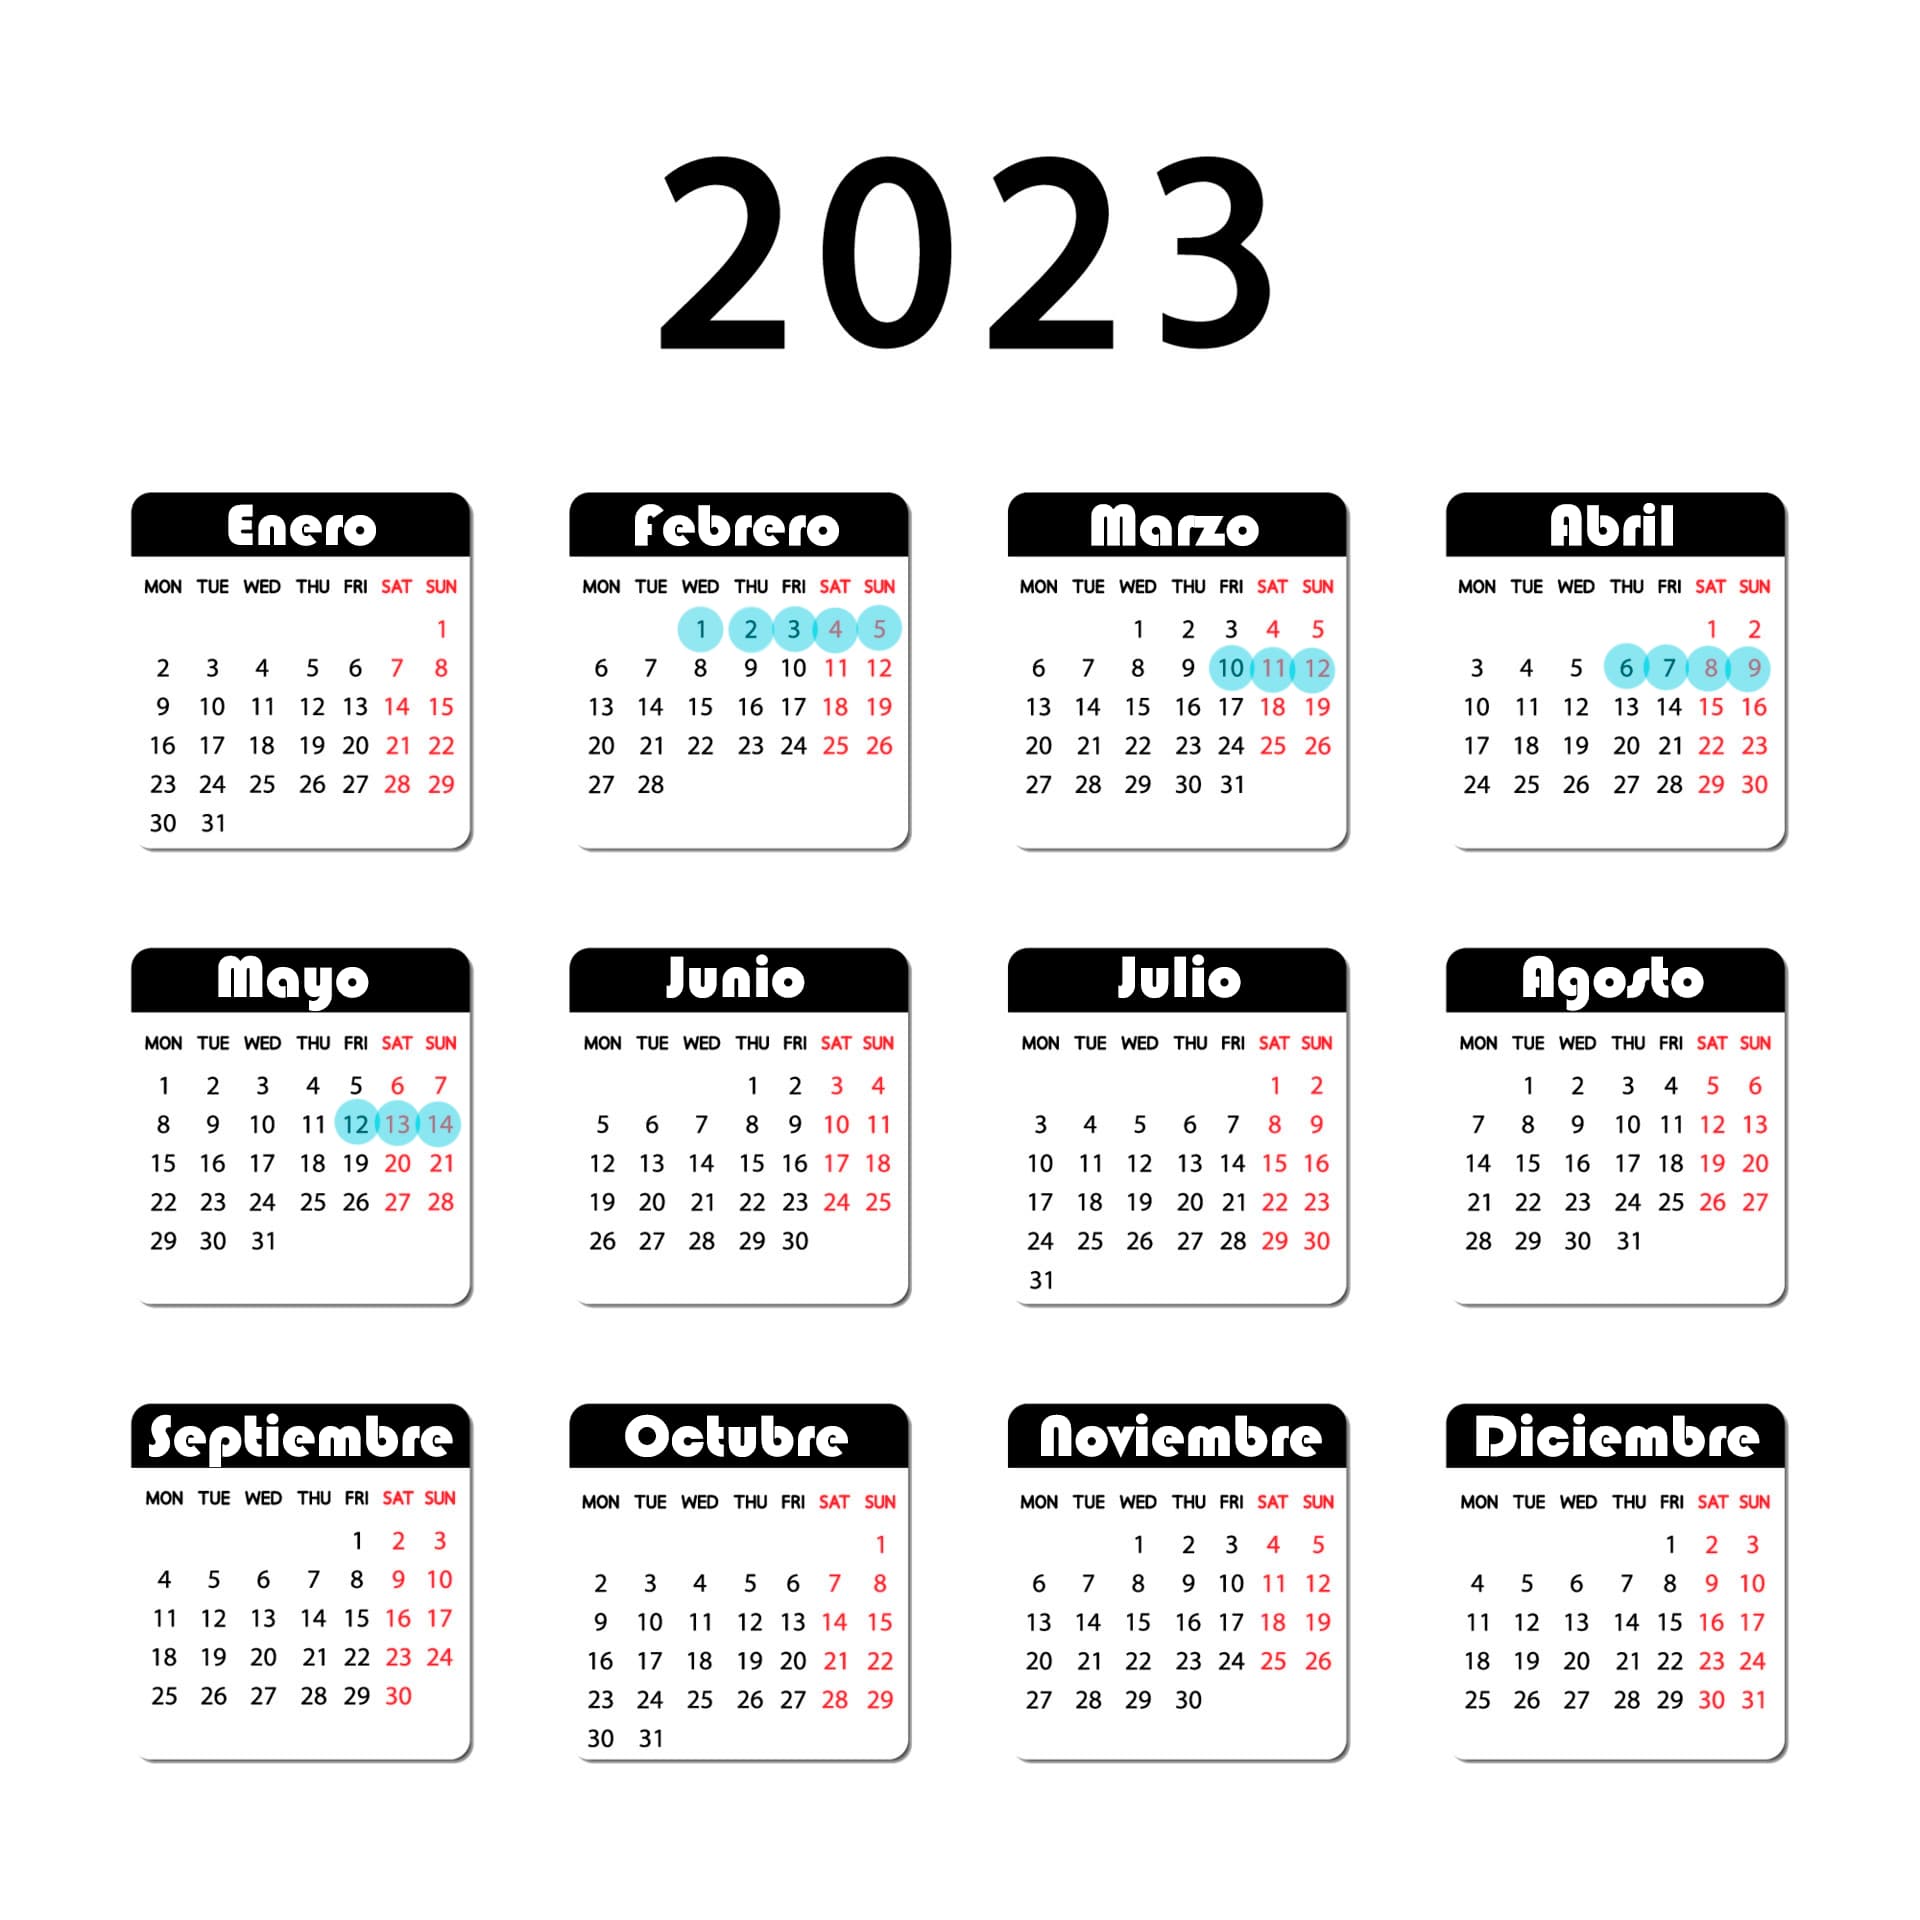 2023
Enero
MON TUE WED THU FRI SAT SUN
1
2 3 4 5 6 7 8
9 10 11 12 13 14 15
16 17 18 19 20 21 22
23 24 25 26 27 28 29
30 31
Febrero
MON TUE WED THU FRI SAT SUN
1 2 3 4 5
6 7 8 9 10 11 12
13 14 15 16 17 18 19
20 21 22 23 24 25 26
27 28
Marzo
MON TUE WED THU FRI SAT SUN
1 2 3 4 5
6 7 8 9 10 11 12
13 14 15 16 17 18 19
20 21 22 23 24 25 26
27 28 29 30 31
Abril
MON TUE WED THU FRI SAT SUN
1 2
3 4 5 6 7 8 9
10 11 12 13 14 15 16
17 18 19 20 21 22 23
24 25 26 27 28 29 30
Mayo
MON TUE WED THU FRI SAT SUN
1 2 3 4 5 6 7
8 9 10 11 12 13 14
15 16 17 18 19 20 21
22 23 24 25 26 27 28
29 30 31
Junio
MON TUE WED THU FRI SAT SUN
1 2 3 4
5 6 7 8 9 10 11
12 13 14 15 16 17 18
19 20 21 22 23 24 25
26 27 28 29 30
Julio
MON TUE WED THU FRI SAT SUN
1 2
3 4 5 6 7 8 9
10 11 12 13 14 15 16
17 18 19 20 21 22 23
24 25 26 27 28 29 30
31
Agosto
MON TUE WED THU FRI SAT SUN
1 2 3 4 5 6
7 8 9 10 11 12 13
14 15 16 17 18 19 20
21 22 23 24 25 26 27
28 29 30 31
Septiembre
MON TUE WED THU FRI SAT SUN
1 2 3
4 5 6 7 8 9 10
11 12 13 14 15 16 17
18 19 20 21 22 23 24
25 26 27 28 29 30
Octubre
MON TUE WED THU FRI SAT SUN
1
2 3 4 5 6 7 8
9 10 11 12 13 14 15
16 17 18 19 20 21 22
23 24 25 26 27 28 29
30 31
Noviembre
MON TUE WED THU FRI SAT SUN
1 2 3 4 5
6 7 8 9 10 11 12
13 14 15 16 17 18 19
20 21 22 23 24 25 26
27 28 29 30
Diciembre
MON TUE WED THU FRI SAT SUN
1 2 3
4 5 6 7 8 9 10
11 12 13 14 15 16 17
18 19 20 21 22 23 24
25 26 27 28 29 30 31